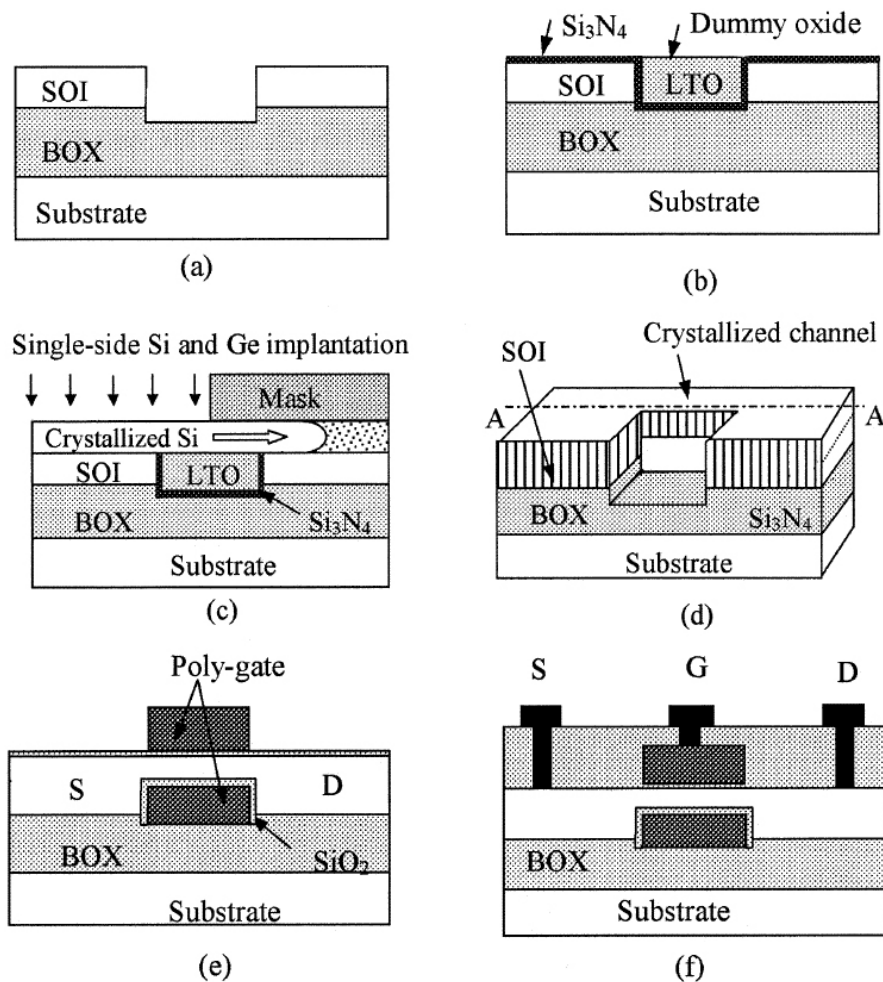 SOI
BOX
Substrate
(a)
Si₃N₄
Dummy oxide
SOI
LTO
BOX
Substrate
(b)
Single-side Si and Ge implantation
Mask
Crystallized Si
SOI
LTO
BOX
Si₃N₄
Substrate
(c)
Crystallized channel
SOI
A
A
BOX
Si₃N₄
Substrate
(d)
Poly-gate
S
D
BOX
SiO₂
Substrate
(e)
S
G
D
BOX
Substrate
(f)